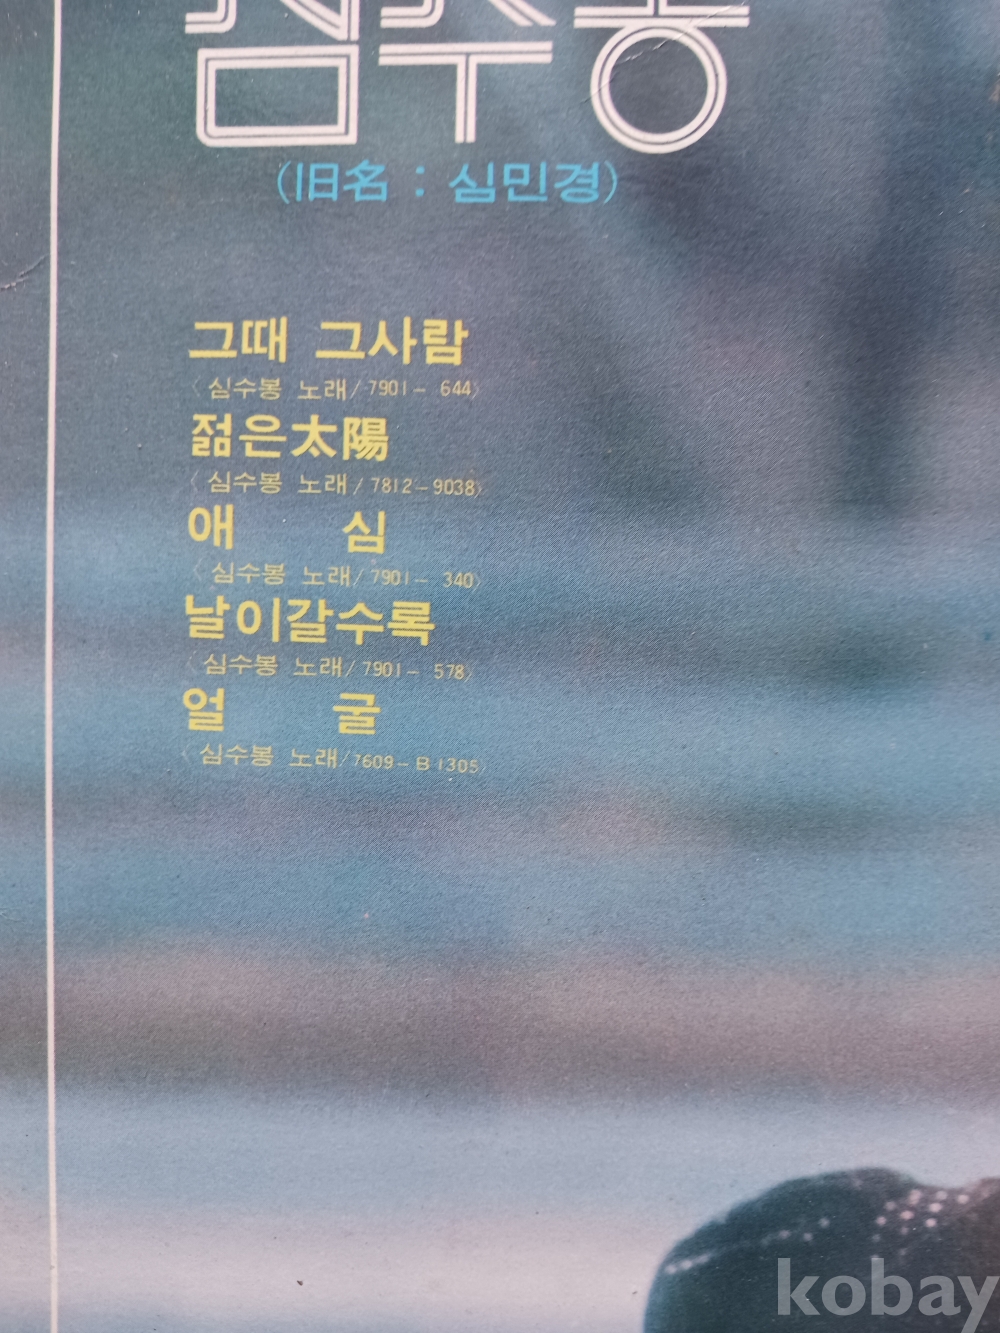 심수봉
(旧名 : 심민경)
그때 그사람
〈심수봉 노래/7901- 644〉
젊은太陽
〈심수봉 노래/7812-9038〉
애 심
〈심수봉 노래/7901- 340〉
날이갈수록
〈심수봉 노래/7901- 578〉
얼 굴
〈심수봉 노래/7609-B1305〉
kobay